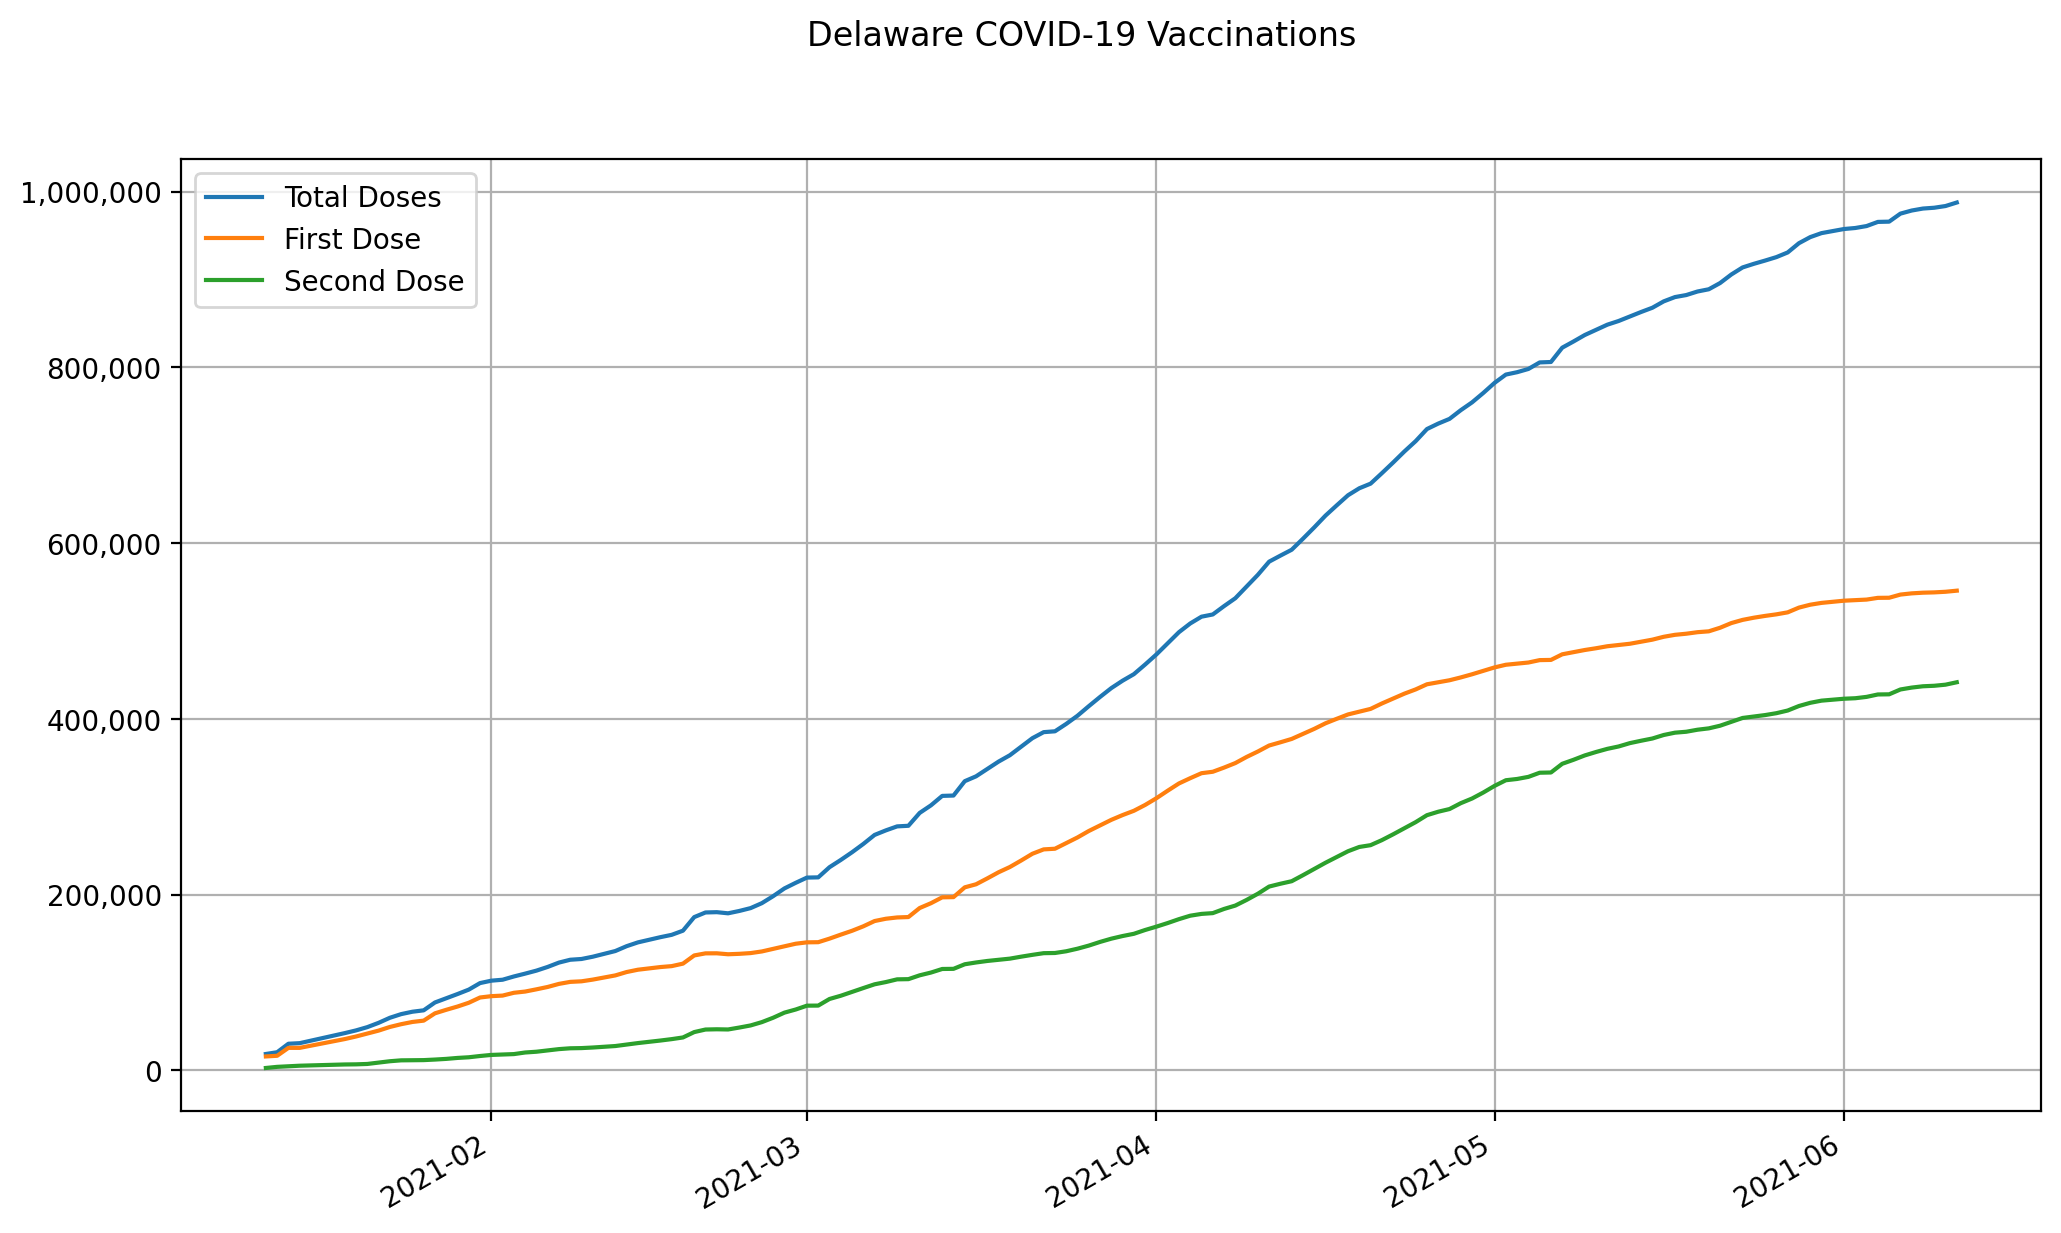 Delaware COVID-19 Vaccinations
1,000,000
800,000
600,000
400,000
200,000
0
Total Doses
First Dose
Second Dose
2021-02
2021-03
2021-04
2021-05
2021-06